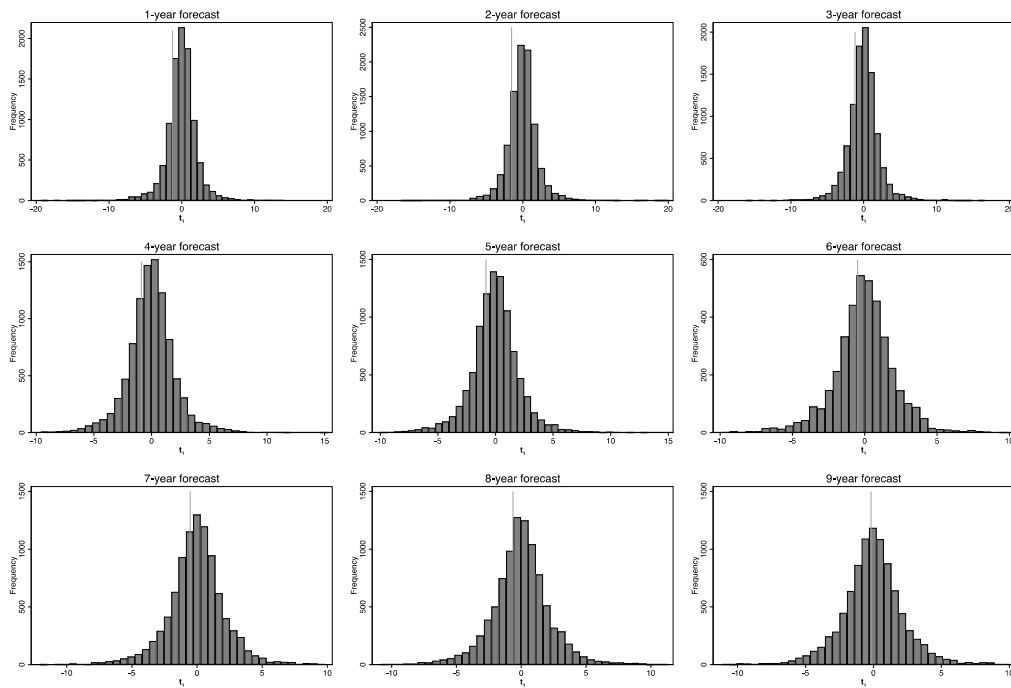 1-year forecast
Frequency
0 500 1000 1500 2000
-20 -10 0 10 20
t1
2-year forecast
Frequency
0 500 1000 1500 2000 2500
-20 -10 0 10 20
t1
3-year forecast
Frequency
0 500 1000 1500 2000
-20 -10 0 10 20
t1
4-year forecast
Frequency
0 500 1000 1500
-10 -5 0 5 10 15
t1
5-year forecast
Frequency
0 500 1000 1500
-10 -5 0 5 10 15
t1
6-year forecast
Frequency
0 200 400 600
-10 -5 0 5 10
t1
7-year forecast
Frequency
0 500 1000 1500
-10 -5 0 5 10
t1
8-year forecast
Frequency
0 500 1000 1500
-10 -5 0 5 10
t1
9-year forecast
Frequency
0 500 1000 1500
-10 -5 0 5 10
t1